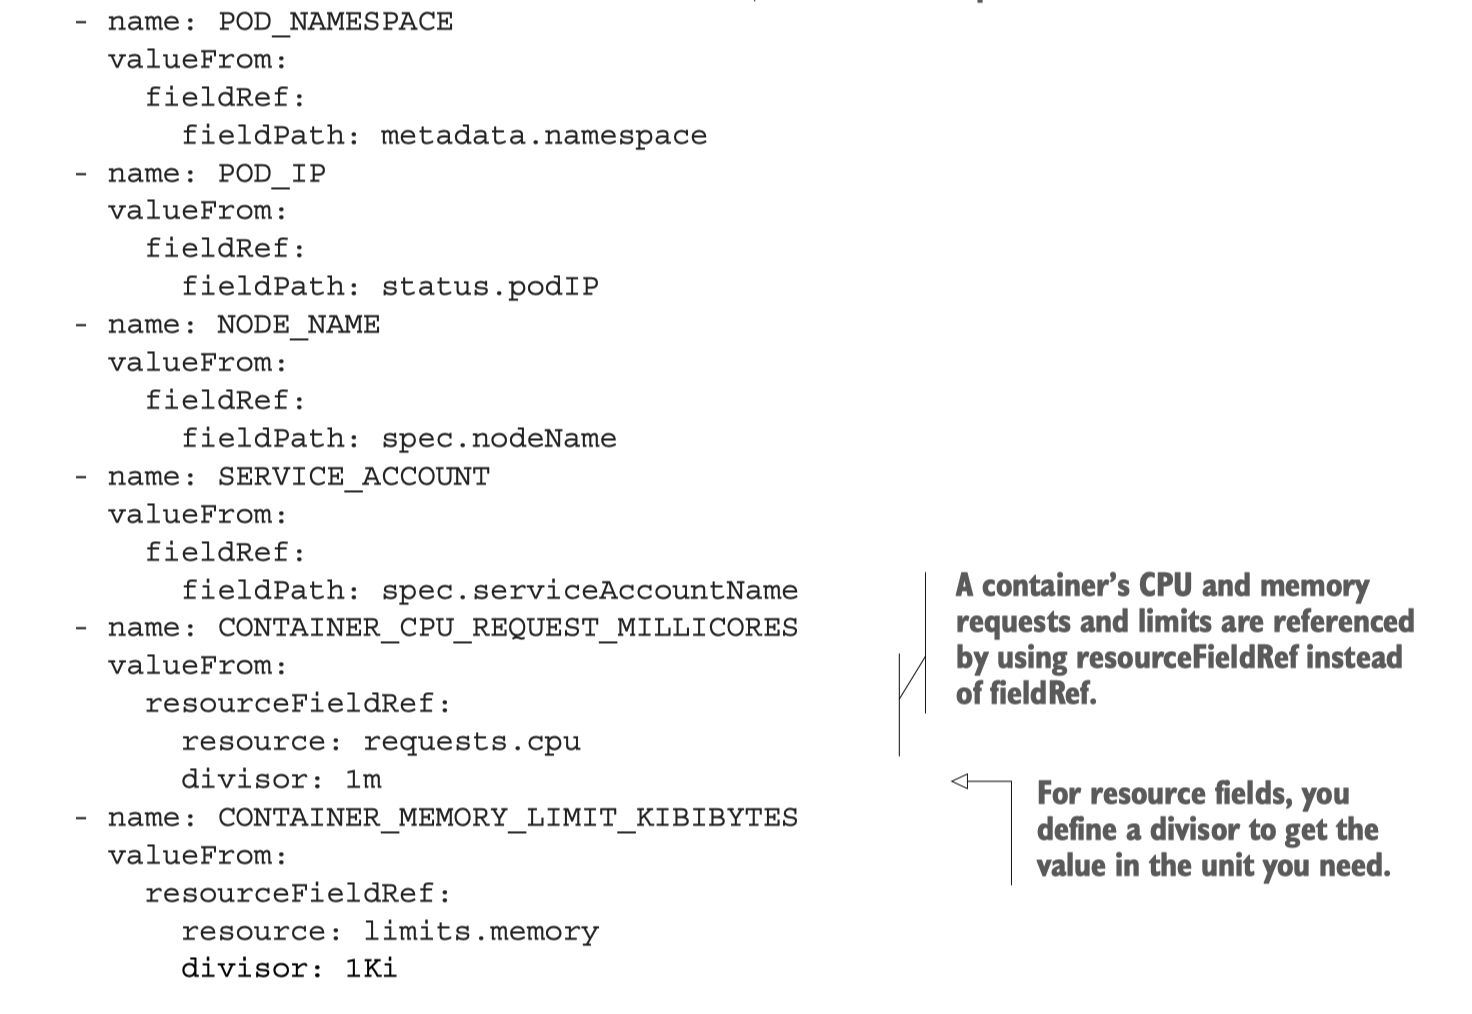 - name: POD_NAMESPACE
  valueFrom:
    fieldRef:
      fieldPath: metadata.namespace
- name: POD_IP
  valueFrom:
    fieldRef:
      fieldPath: status.podIP
- name: NODE_NAME
  valueFrom:
    fieldRef:
      fieldPath: spec.nodeName
- name: SERVICE_ACCOUNT
  valueFrom:
    fieldRef:
      fieldPath: spec.serviceAccountName
- name: CONTAINER_CPU_REQUEST_MILLICORES
  valueFrom:
    resourceFieldRef:
      resource: requests.cpu
      divisor: 1m
- name: CONTAINER_MEMORY_LIMIT_KIBIBYTES
  valueFrom:
    resourceFieldRef:
      resource: limits.memory
      divisor: 1Ki
A container’s CPU and memory
requests and limits are referenced
by using resourceFieldRef instead
of fieldRef.
For resource fields, you
define a divisor to get the
value in the unit you need.